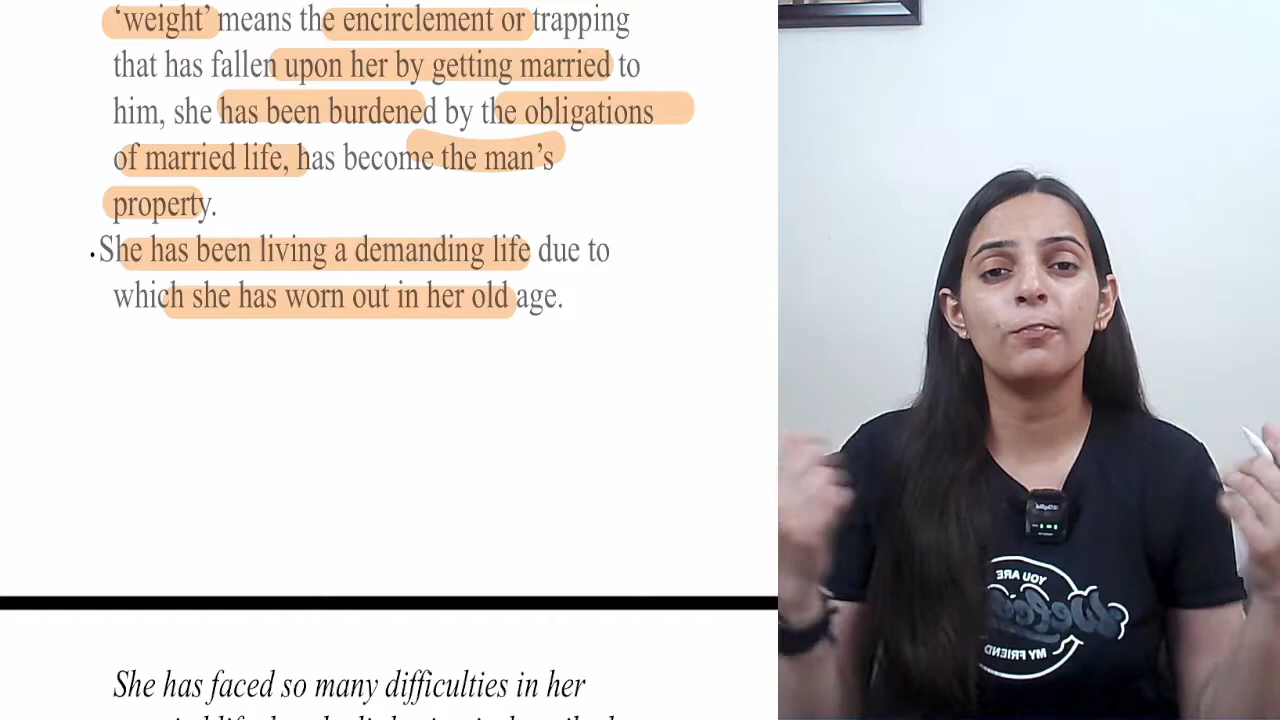 ‘weight’ means the encirclement or trapping
that has fallen upon her by getting married to
him, she has been burdened by the obligations
of married life, has become the man’s
property.
She has been living a demanding life due to
which she has worn out in her old age.
She has faced so many difficulties in her
YOU ARE
Welcome
MY FRIEND